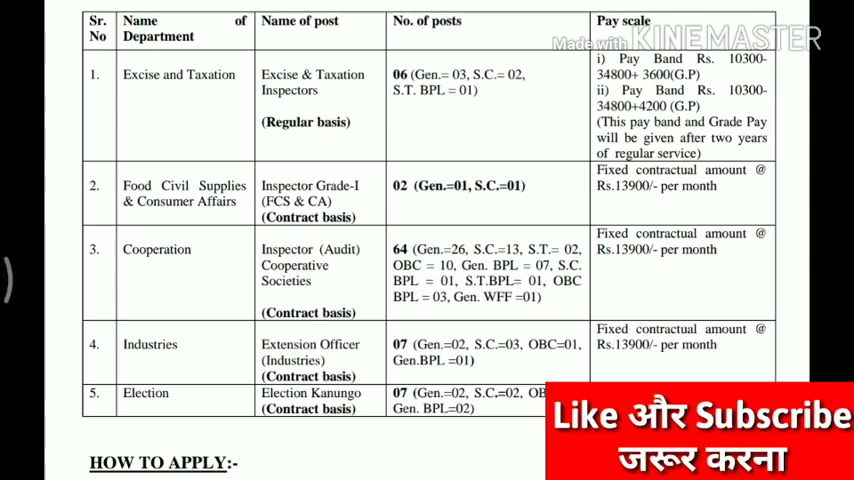 Sr. No
Name of Department
Name of post
No. of posts
Pay scale
Made with KINEMASTER
1.
Excise and Taxation
Excise & Taxation
Inspectors
(Regular basis)
06 (Gen.= 03, S.C.= 02,
S.T. BPL = 01)
i) Pay Band Rs. 10300-
34800+ 3600(G.P)
ii) Pay Band Rs. 10300-
34800+4200 (G.P)
(This pay band and Grade Pay
will be given after two years
of regular service)
2.
Food Civil Supplies
& Consumer Affairs
Inspector Grade-I
(FCS & CA)
(Contract basis)
02 (Gen.=01, S.C.=01)
Fixed contractual amount @
Rs.13900/- per month
3.
Cooperation
Inspector (Audit)
Cooperative
Societies
(Contract basis)
64 (Gen.=26, S.C.=13, S.T.= 02,
OBC = 10, Gen. BPL = 07, S.C.
BPL = 01, S.T.BPL= 01, OBC
BPL = 03, Gen. WFF =01)
Fixed contractual amount @
Rs.13900/- per month
4.
Industries
Extension Officer
(Industries)
(Contract basis)
07 (Gen.=02, S.C.=03, OBC=01,
Gen.BPL =01)
Fixed contractual amount @
Rs.13900/- per month
5.
Election
Election Kanungo
(Contract basis)
07 (Gen.=02, S.C.=02,
Gen. BPL=02)
Like और Subscribe
जरूर करना
HOW TO APPLY:-